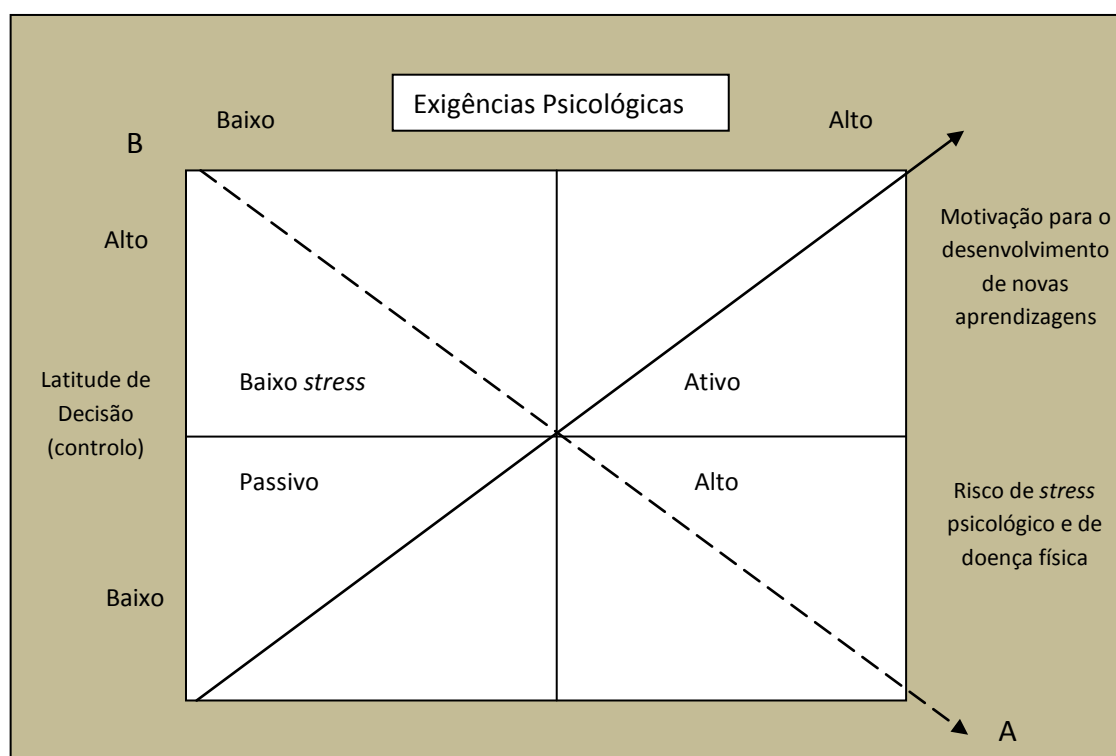 Exigências Psicológicas
Baixo
Alto
B
Alto
Motivação para o
desenvolvimento
de novas
aprendizagens
Latitude de
Decisão
(controlo)
Baixo stress
Ativo
Passivo
Alto
Risco de stress
psicológico e de
doença física
Baixo
A